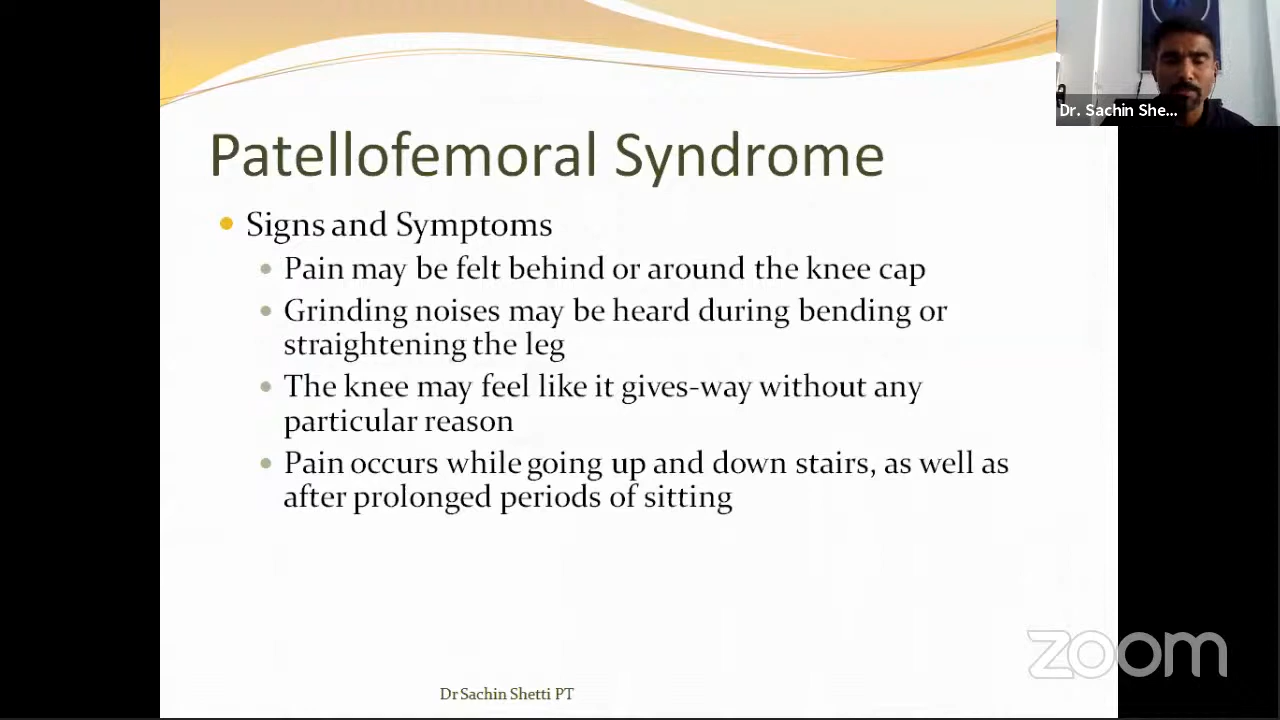 Dr. Sachin She...
Patellofemoral Syndrome
Signs and Symptoms
Pain may be felt behind or around the knee cap
Grinding noises may be heard during bending or
straightening the leg
The knee may feel like it gives-way without any
particular reason
Pain occurs while going up and down stairs, as well as
after prolonged periods of sitting
zoom
Dr Sachin Shetti PT